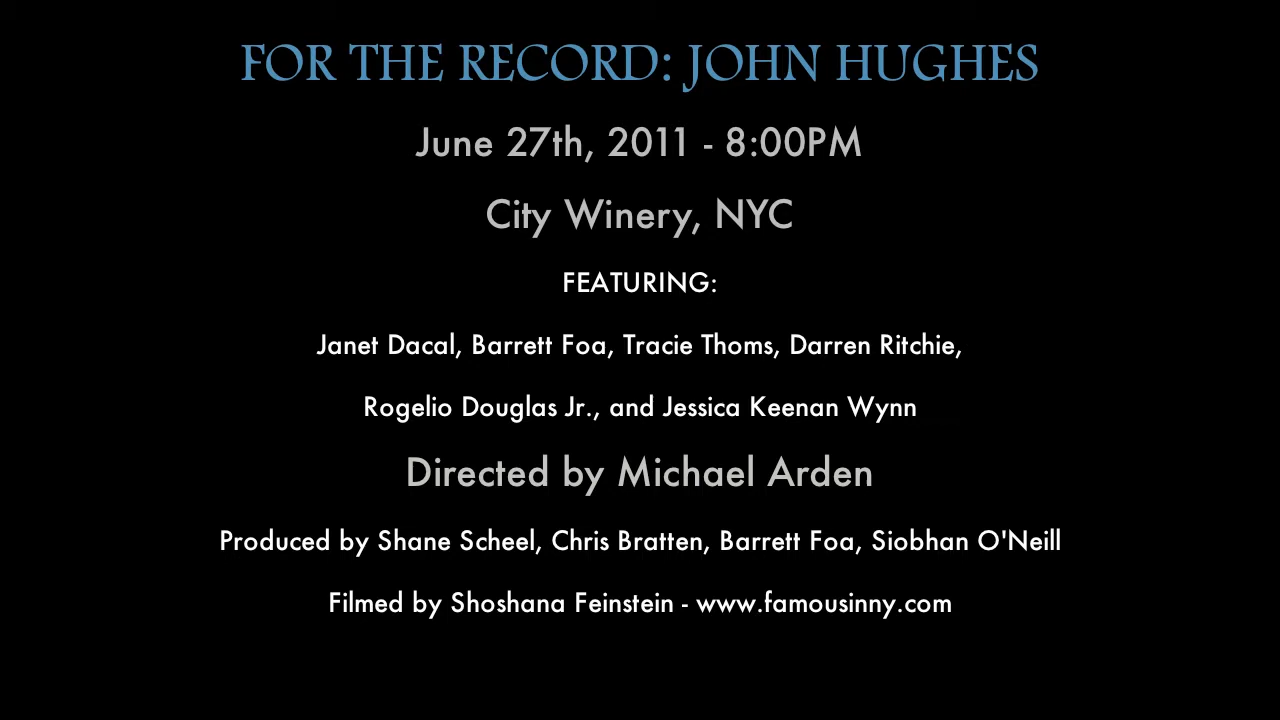 FOR THE RECORD: JOHN HUGHES
June 27th, 2011 - 8:00PM
City Winery, NYC
FEATURING:
Janet Dacal, Barrett Foa, Tracie Thoms, Darren Ritchie,
Rogelio Douglas Jr., and Jessica Keenan Wynn
Directed by Michael Arden
Produced by Shane Scheel, Chris Bratten, Barrett Foa, Siobhan O'Neill
Filmed by Shoshana Feinstein - www.famousinny.com